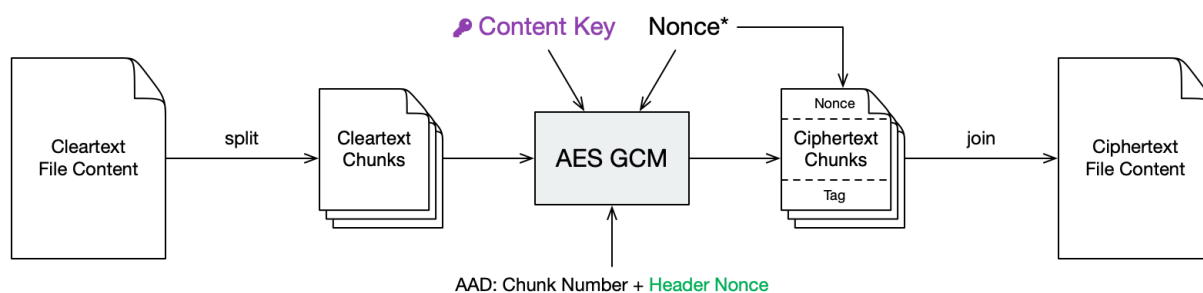 Content Key
Nonce*
Cleartext
File Content
split
Cleartext
Chunks
AES GCM
Nonce
Ciphertext
Chunks
Tag
join
Ciphertext
File Content
AAD: Chunk Number + Header Nonce